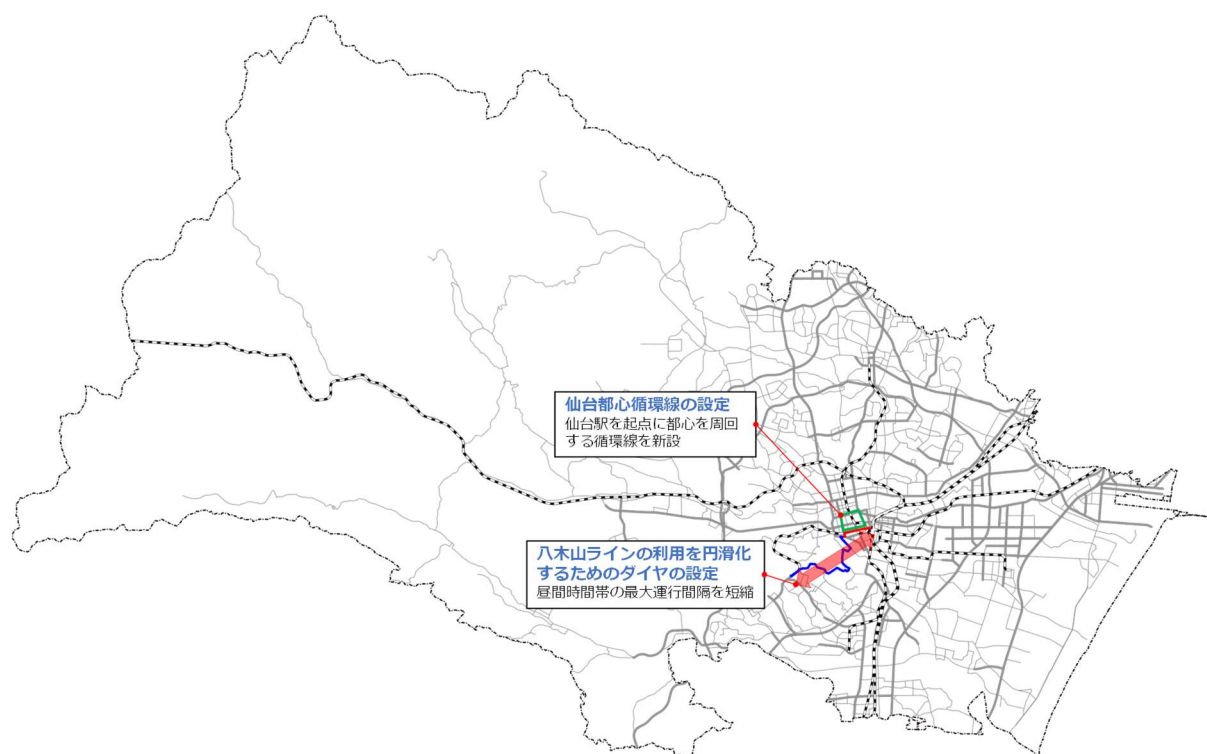 仙台都心循環線の設定
仙台駅を起点に都心を周回
する循環線を新設
八木山ラインの利用を円滑化
するためのダイヤの設定
昼間時間帯の最大運行間隔を短縮